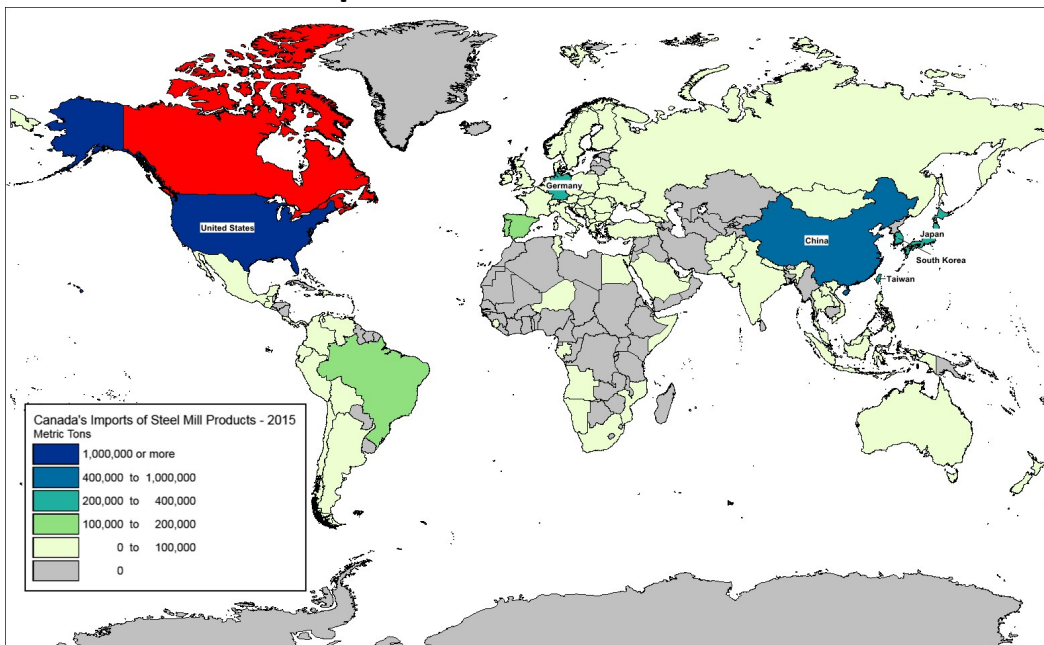 Germany
United States
China
Japan
South Korea
Taiwan
Canada's Imports of Steel Mill Products - 2015
Metric Tons
1,000,000 or more
400,000 to 1,000,000
200,000 to 400,000
100,000 to 200,000
0 to 100,000
0